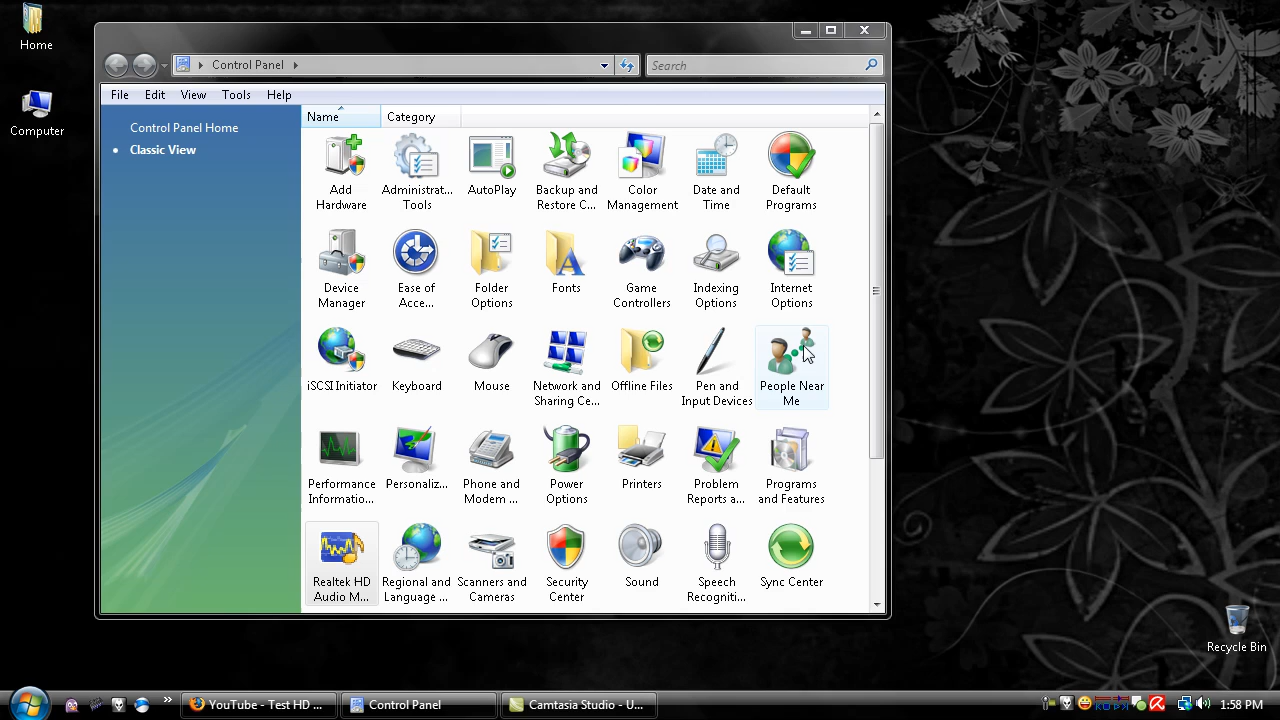 Home
Computer
Control Panel
Search
File Edit View Tools Help
Control Panel Home
Classic View
Name Category
Add Hardware
Administrat... Tools
AutoPlay
Backup and Restore C...
Color Management
Date and Time
Default Programs
Device Manager
Ease of Acce...
Folder Options
Fonts
Game Controllers
Indexing Options
Internet Options
iSCSI Initiator
Keyboard
Mouse
Network and Sharing Ce...
Offline Files
Pen and Input Devices
People Near Me
Performance Informatio...
Personaliz...
Phone and Modem ...
Power Options
Printers
Problem Reports a...
Programs and Features
Realtek HD Audio M...
Regional and Language ...
Scanners and Cameras
Security Center
Sound
Speech Recogniti...
Sync Center
Recycle Bin
YouTube - Test HD ...
Control Panel
Camtasia Studio - U...
1:58 PM